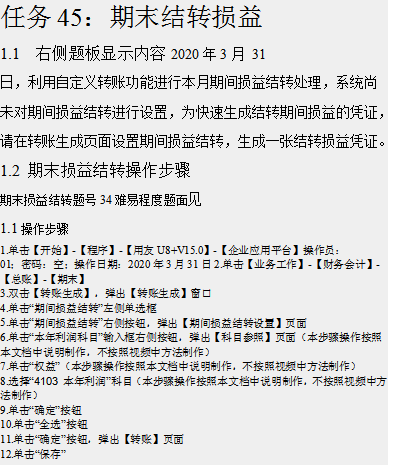 任务 45：期末结转损益
1.1 右侧题板显示内容 2020 年 3 月 31
日，利用自定义转账功能进行本月期间损益结转处理，系统尚
未对期间损益结转进行设置，为快速生成结转期间损益的凭证，
请在转账生成页面设置期间损益结转，生成一张结转损益凭证。
1.2 期末损益结转操作步骤
期末损益结转题号 34 难易程度题面见
1.1 操作步骤
1.单击【开始】-【程序】-【用友 U8+V15.0】-【企业应用平台】操作员：
01；密码：空；操作日期：2020 年 3 月 31 日 2.单击【业务工作】-【财务会计】-
【总账】-【期末】
3.双击【转账生成】，弹出【转账生成】窗口
4.单击“期间损益结转”左侧单选框
5.单击“期间损益结转”右侧按钮，弹出【期间损益结转设置】页面
6.单击“本年利润科目”输入框右侧按钮，弹出【科目参照】页面（本步骤操作按照
本文档中说明制作，不按照视频中方法制作）
7.单击“权益”（本步骤操作按照本文档中说明制作，不按照视频中方法制作）
8.选择“4103 本年利润”科目（本步骤操作按照本文档中说明制作，不按照视频中方
法制作）
9.单击“确定”按钮
10.单击“全选”按钮
11.单击“确定”按钮，弹出【转账】页面
12.单击“保存”